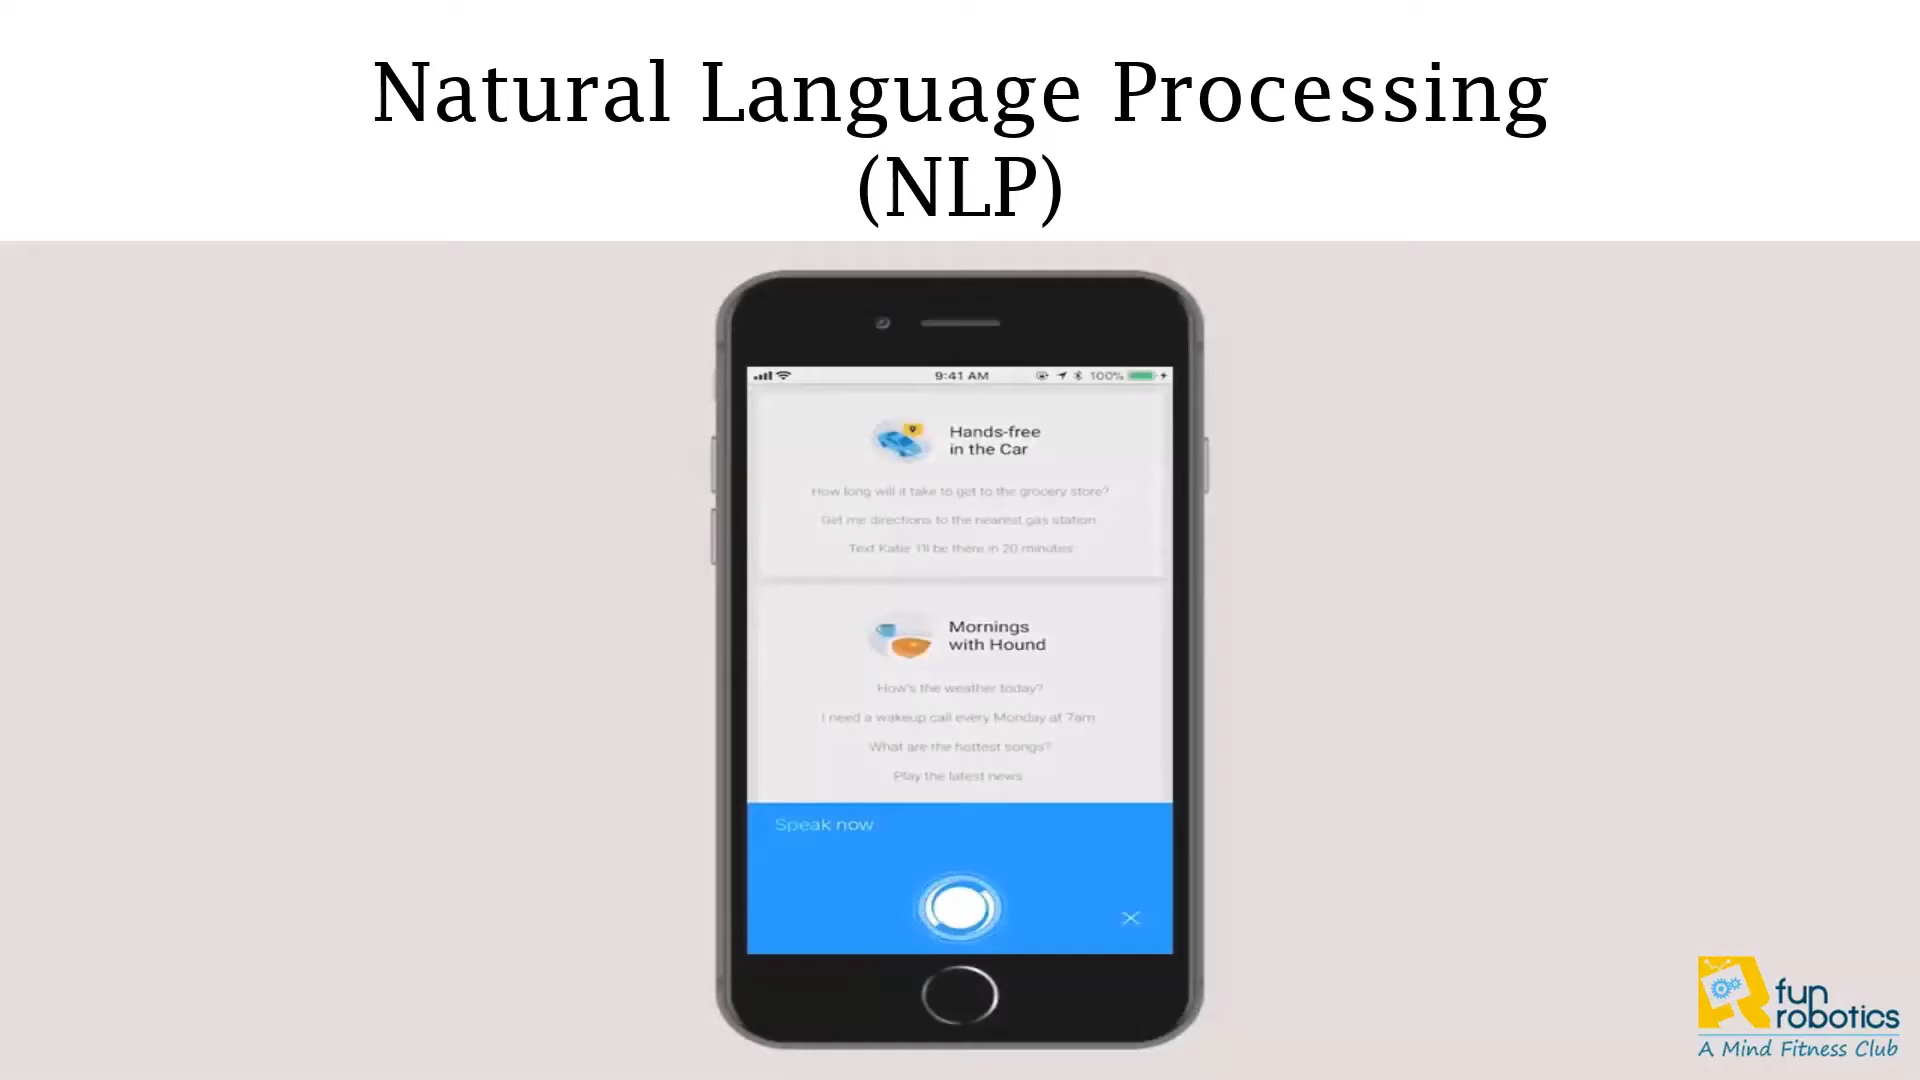 Natural Language Processing
(NLP)
9:41 AM
100%
Hands-free
in the Car
How long will it take to get to the grocery store?
Get me directions to the nearest gas station
Text Katie I'll be there in 20 minutes
Mornings
with Hound
How's the weather today?
I need a wakeup call every Monday at 7am
What are the hottest songs?
Play the latest news
Speak now
fun
robotics
A Mind Fitness Club